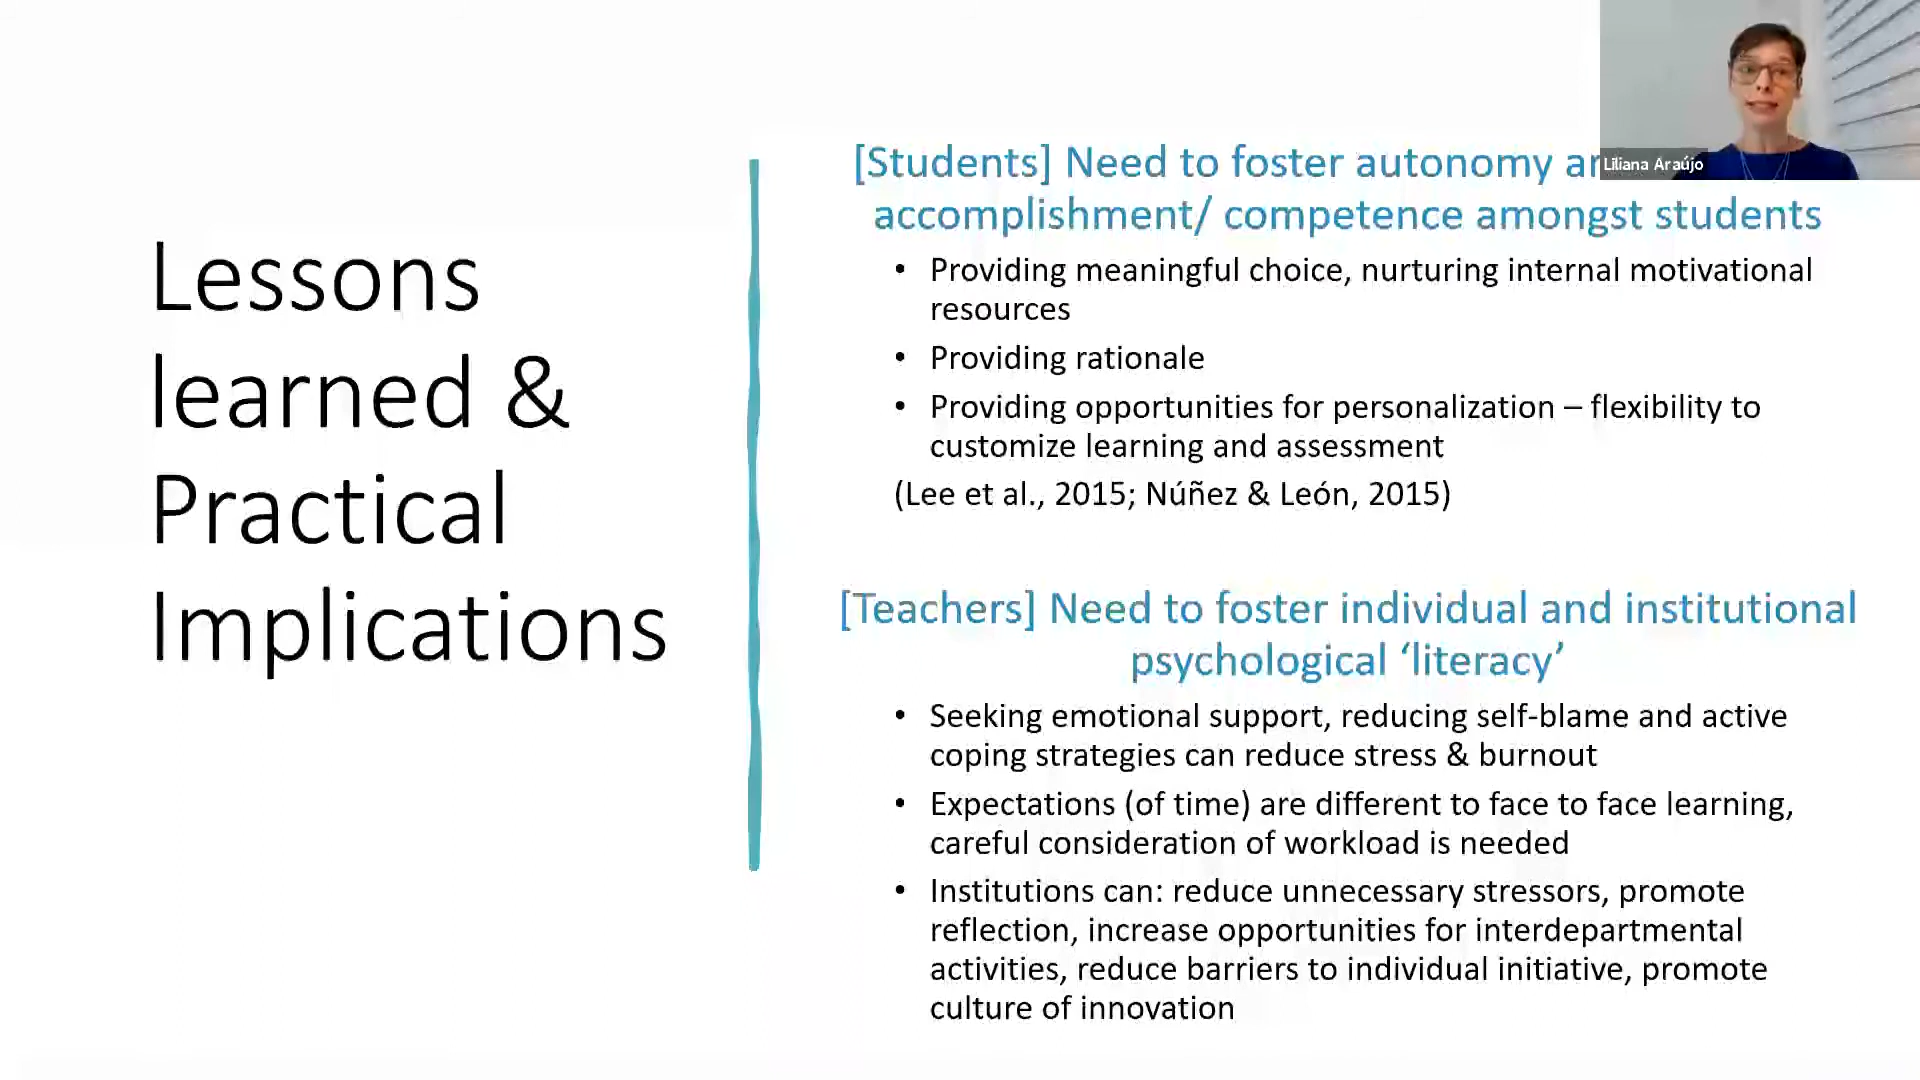 Lessons
learned &
Practical
Implications
[Students] Need to foster autonomy
accomplishment/ competence amongst students
• Providing meaningful choice, nurturing internal motivational
resources
• Providing rationale
• Providing opportunities for personalization – flexibility to
customize learning and assessment
(Lee et al., 2015; Núñez & León, 2015)
[Teachers] Need to foster individual and institutional
psychological ‘literacy’
• Seeking emotional support, reducing self-blame and active
coping strategies can reduce stress & burnout
• Expectations (of time) are different to face to face learning,
careful consideration of workload is needed
• Institutions can: reduce unnecessary stressors, promote
reflection, increase opportunities for interdepartmental
activities, reduce barriers to individual initiative, promote
culture of innovation
Liliana Araújo